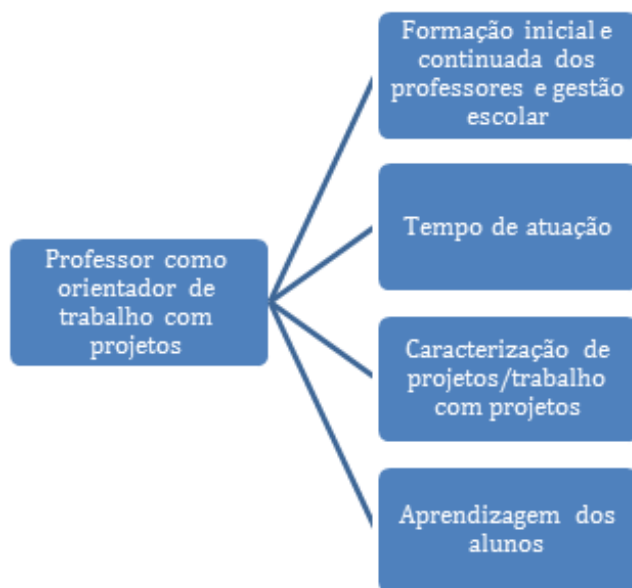 Formação inicial e
continuada dos
professores e gestão
escolar
Tempo de atuação
Professor como
orientador de
trabalho com
projetos
Caracterização de
projetos/trabalho
com projetos
Aprendizagem dos
alunos